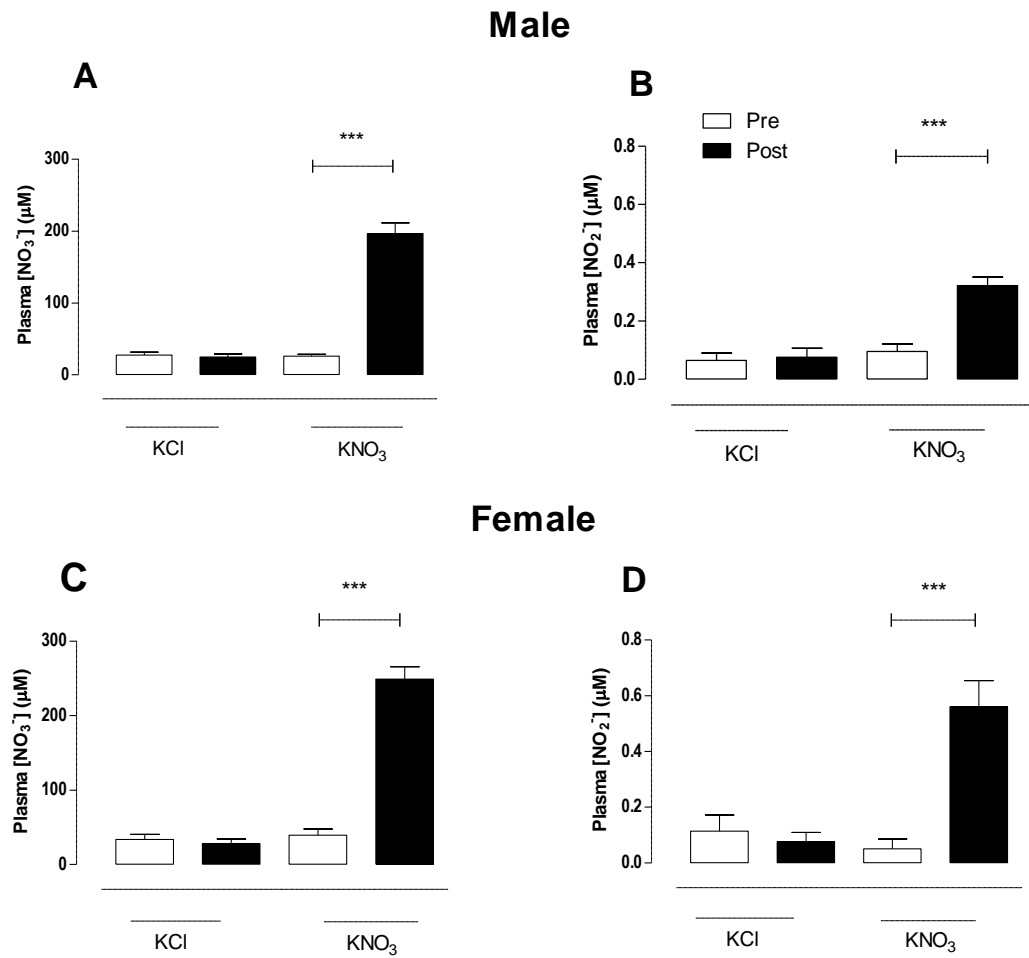 Male
A
Plasma [NO₃⁻] (µM)
300
200
100
0
***
KCl
KNO₃
B
Pre
Post
Plasma [NO₂⁻] (µM)
0.8
0.6
0.4
0.2
0.0
***
KCl
KNO₃
Female
C
Plasma [NO₃⁻] (µM)
300
200
100
0
***
KCl
KNO₃
D
Plasma [NO₂⁻] (µM)
0.8
0.6
0.4
0.2
0.0
***
KCl
KNO₃